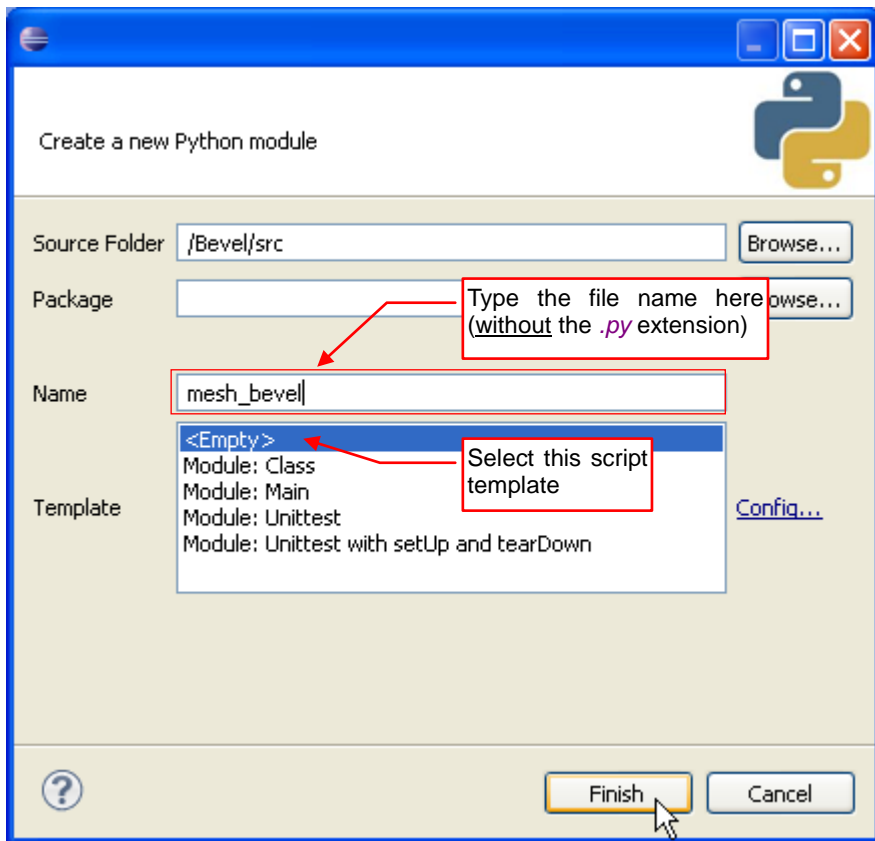 Create a new Python module
Source Folder
/Bevel/src
Browse...
Package
Type the file name here
(without the .py extension)
owse...
Name
mesh_bevel
Template
<Empty>
Module: Class
Module: Main
Module: Unittest
Module: Unittest with setUp and tearDown
Select this script
template
Config...
?
Finish
Cancel